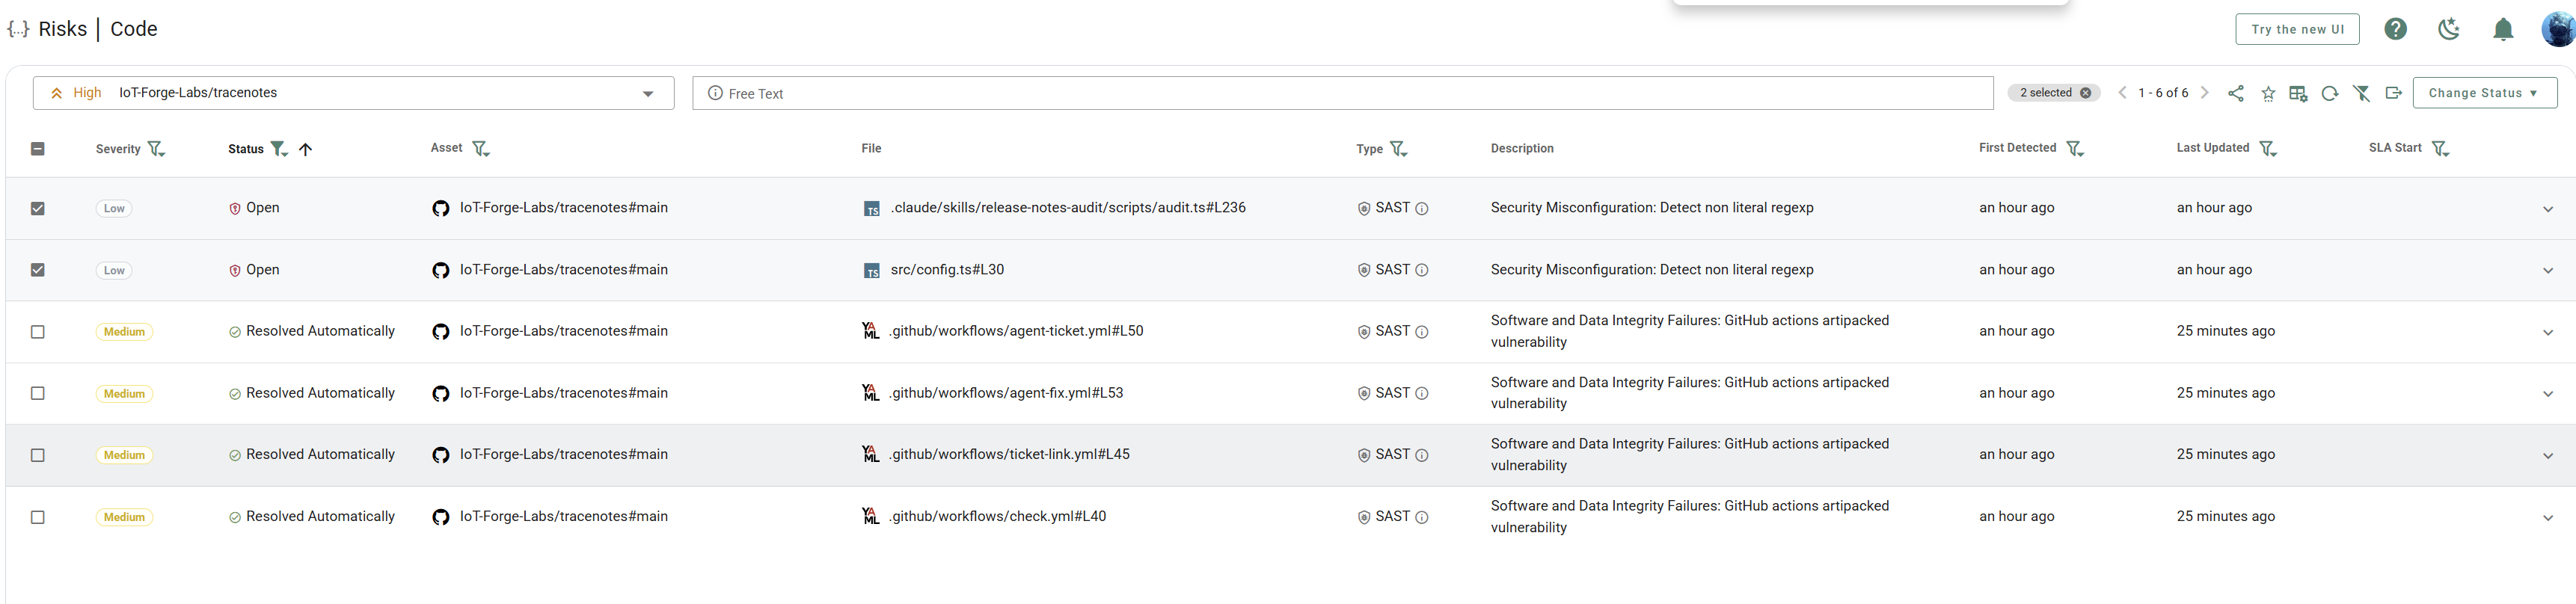 {...} Risks | Code
Try the new UI
High IoT-Forge-Labs/tracenotes
Free Text
2 selected
1 - 6 of 6
Change Status
Severity Status Asset File Type Description First Detected Last Updated SLA Start
Low Open IoT-Forge-Labs/tracenotes#main TS .claude/skills/release-notes-audit/scripts/audit.ts#L236 SAST Security Misconfiguration: Detect non literal regexp an hour ago an hour ago
Low Open IoT-Forge-Labs/tracenotes#main TS src/config.ts#L30 SAST Security Misconfiguration: Detect non literal regexp an hour ago an hour ago
Medium Resolved Automatically IoT-Forge-Labs/tracenotes#main YAML .github/workflows/agent-ticket.yml#L50 SAST Software and Data Integrity Failures: GitHub actions artipacked
vulnerability
an hour ago 25 minutes ago
Medium Resolved Automatically IoT-Forge-Labs/tracenotes#main YAML .github/workflows/agent-fix.yml#L53 SAST Software and Data Integrity Failures: GitHub actions artipacked
vulnerability
an hour ago 25 minutes ago
Medium Resolved Automatically IoT-Forge-Labs/tracenotes#main YAML .github/workflows/ticket-link.yml#L45 SAST Software and Data Integrity Failures: GitHub actions artipacked
vulnerability
an hour ago 25 minutes ago
Medium Resolved Automatically IoT-Forge-Labs/tracenotes#main YAML .github/workflows/check.yml#L40 SAST Software and Data Integrity Failures: GitHub actions artipacked
vulnerability
an hour ago 25 minutes ago